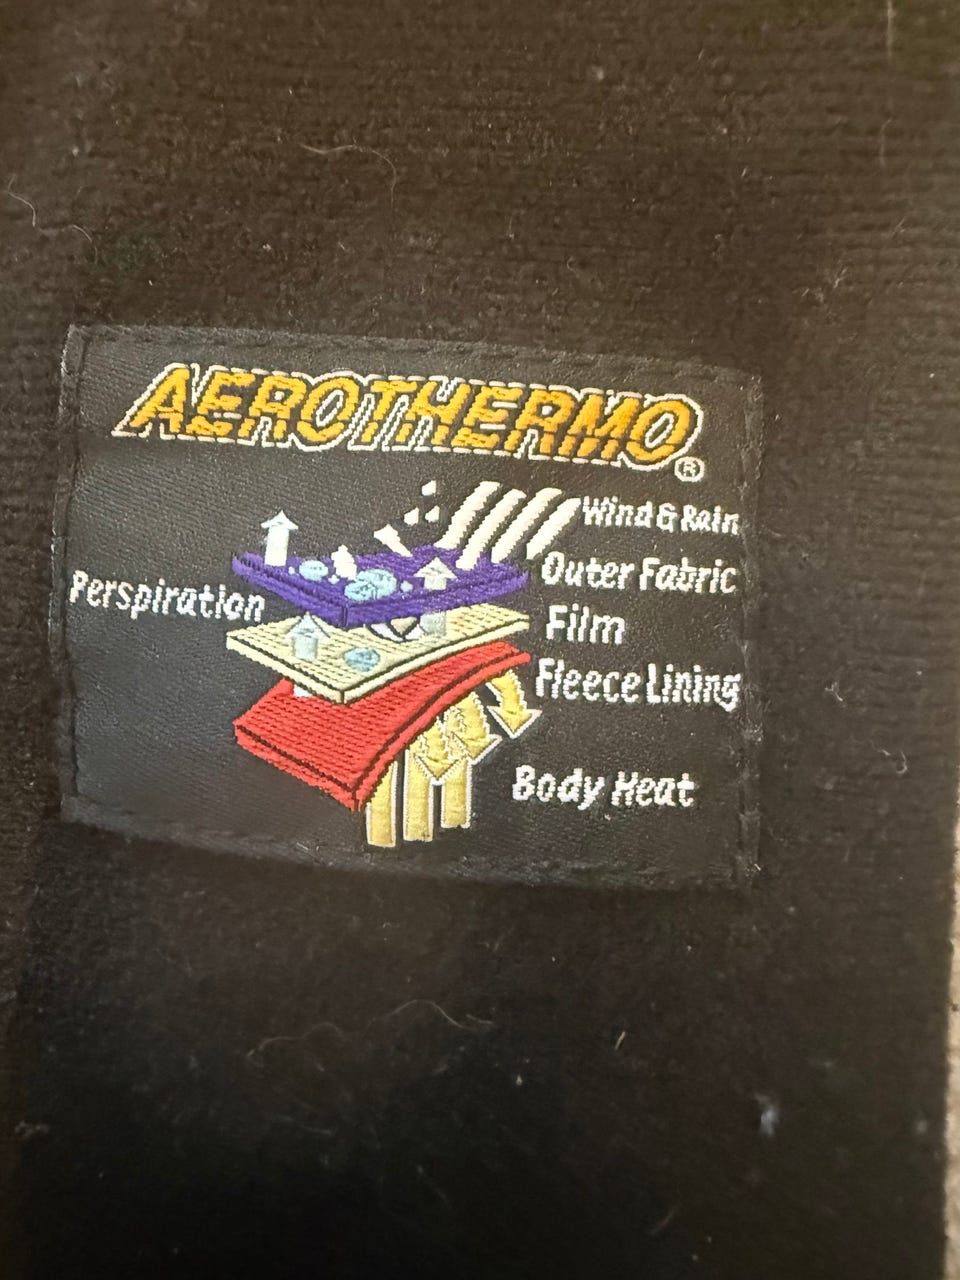 AEROTHERMO®
Wind & Rain
Outer Fabric
Perspiration
Film
Fleece Lining
Body Heat